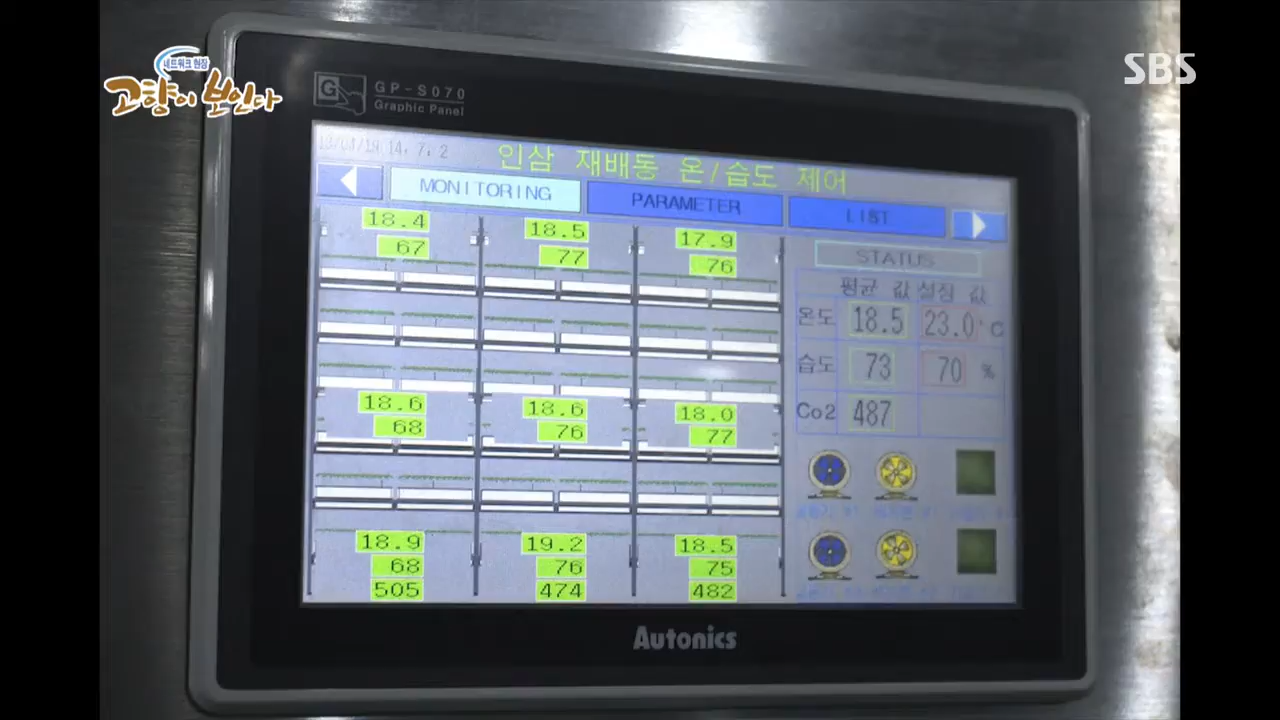 네트워크 현장
고향이 보인다
SBS
GP-S070
Graphic Panel
인삼 재배동 온/습도 제어
MONITORING
PARAMETER
LIST
18.4
67
18.5
77
17.9
76
18.6
68
18.6
76
18.0
77
18.9
68
505
19.2
76
474
18.5
75
482
STATUS
평균 값 설정 값
온도 18.5 23.0 °C
습도 73 70 %
Co2 487
Autonics